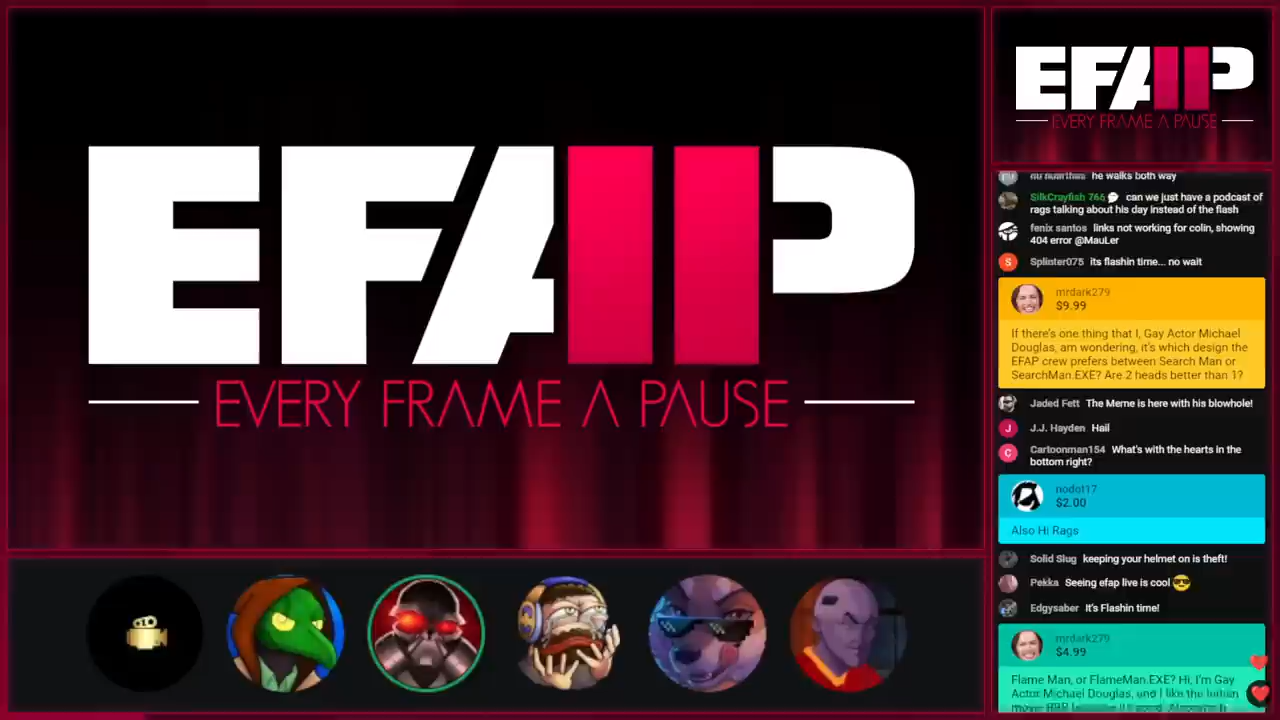 EFAP
EVERY FRAME A PAUSE
EFAP
EVERY FRAME A PAUSE
he walks both way
SilkCrayfish 766 can we just have a podcast of
rags talking about his day instead of the flash
fenix santos links not working for colin, showing
404 error @MauLer
S
Splinter075 its flashin time... no wait
mrdark279
$9.99
If there's one thing that I, Gay Actor Michael
Douglas, am wondering, it's which design the
EFAP crew prefers between Search Man or
SearchMan.EXE? Are 2 heads better than 1?
Jaded Fett The Meme is here with his blowhole!
J
J.J. Hayden Hail
C
Cartoonman154 What's with the hearts in the
bottom right?
nodol17
$2.00
Also Hi Rags
Solid Slug keeping your helmet on is theft!
Pekka Seeing efap live is cool 😎
Edgysaber It's Flashin time!
mrdark279
$4.99
Flame Man, or FlameMan.EXE? Hi, I'm Gay
Actor Michael Douglas, and I like the human